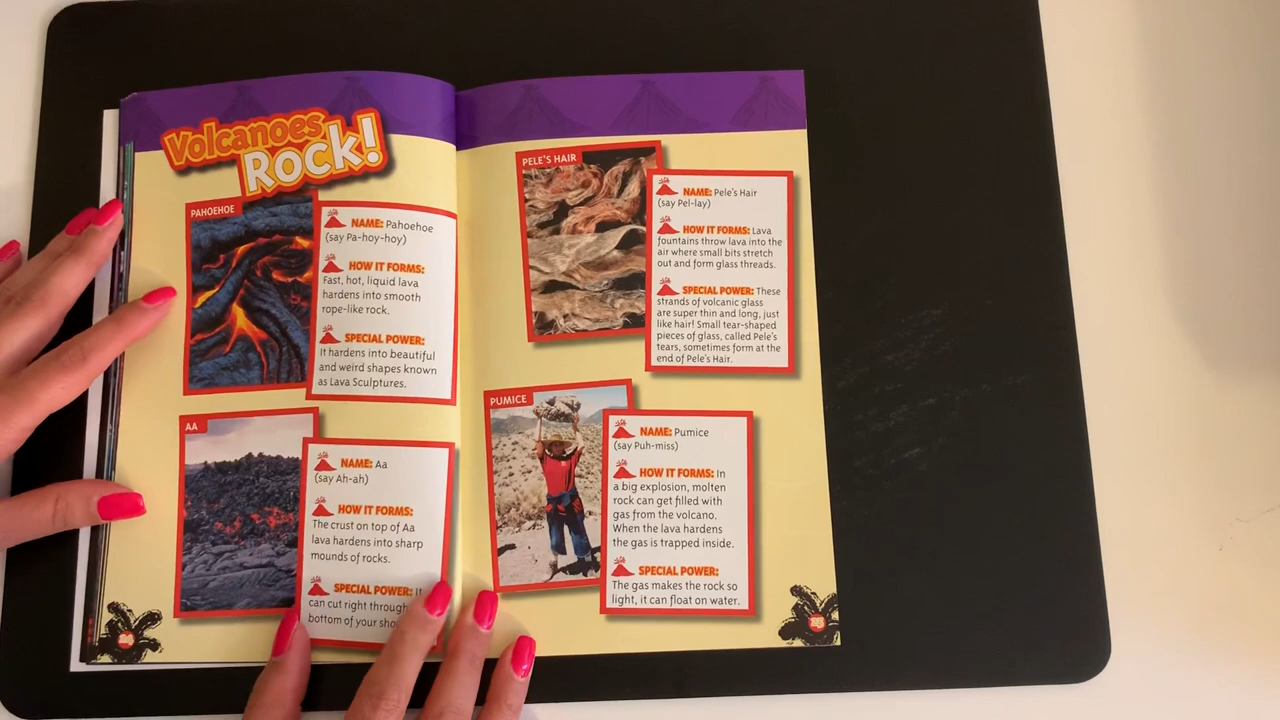 Volcanoes
Rock!
PAHOEHOE
NAME: Pahoehoe
(say Pa-hoy-hoy)
HOW IT FORMS:
Fast, hot, liquid lava
hardens into smooth
rope-like rock.
SPECIAL POWER:
It hardens into beautiful
and weird shapes known
as Lava Sculptures.
AA
NAME: Aa
(say Ah-ah)
HOW IT FORMS:
The crust on top of Aa
lava hardens into sharp
mounds of rocks.
SPECIAL POWER: It
can cut right through
bottom of your
PELE'S HAIR
NAME: Pele's Hair
(say Pel-lay)
HOW IT FORMS: Lava
fountains throw lava into the
air where small bits stretch
out and form glass threads.
SPECIAL POWER: These
strands of volcanic glass
are super thin and long, just
like hair! Small tear-shaped
pieces of glass, called Pele's
tears, sometimes form at the
end of Pele's Hair.
PUMICE
NAME: Pumice
(say Puh-miss)
HOW IT FORMS: In
a big explosion, molten
rock can get filled with
gas from the volcano.
When the lava hardens
the gas is trapped inside.
SPECIAL POWER:
The gas makes the rock so
light, it can float on water.